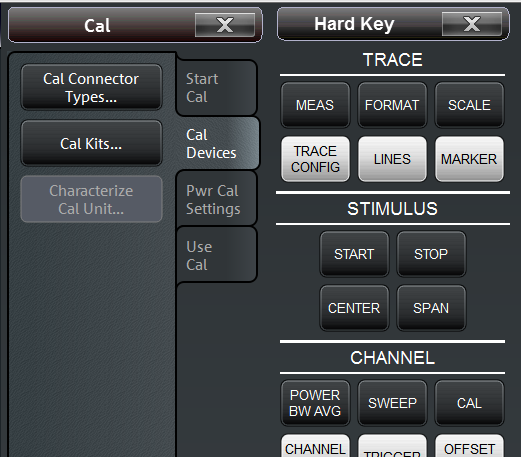 Cal
X
Cal Connector
Types...
Cal Kits...
Characterize
Cal Unit...
Start
Cal
Cal
Devices
Pwr Cal
Settings
Use
Cal
Hard Key
X
TRACE
MEAS
FORMAT
SCALE
TRACE
CONFIG
LINES
MARKER
STIMULUS
START
STOP
CENTER
SPAN
CHANNEL
POWER
BW AVG
SWEEP
CAL
CHANNEL
TRIGGER
OFFSET